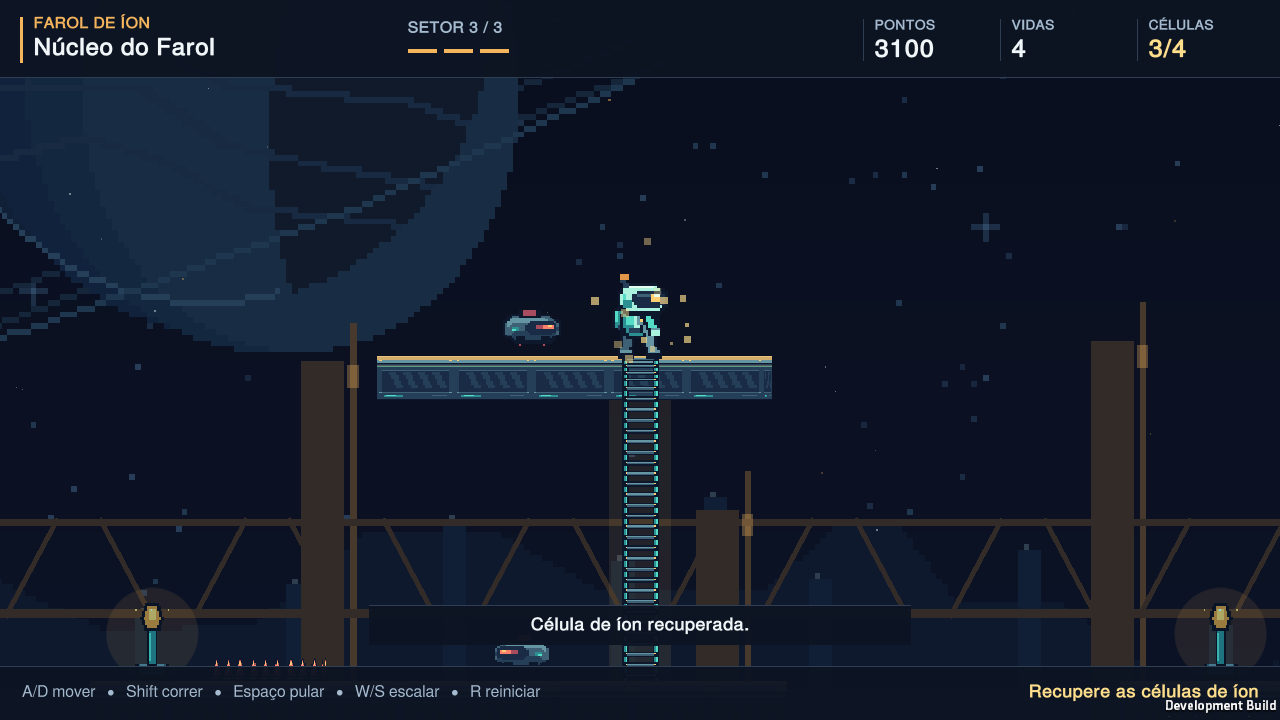 FAROL DE ÍON
Núcleo do Farol
SETOR 3 / 3
PONTOS
3100
VIDAS
4
CÉLULAS
3/4
Célula de íon recuperada.
A/D mover • Shift correr • Espaço pular • W/S escalar • R reiniciar
Recupere as células de íon
Development Build